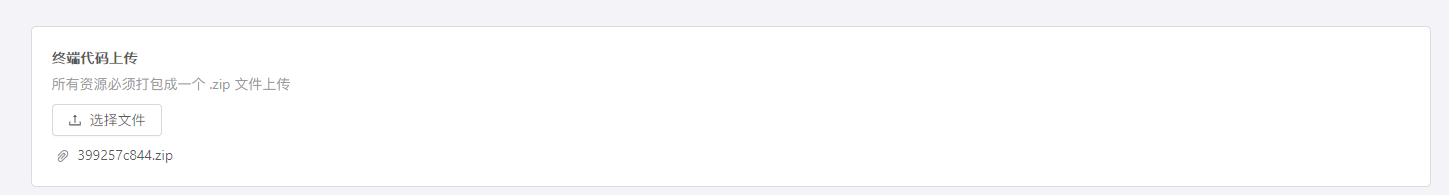 终端代码上传
所有资源必须打包成一个 .zip 文件上传
选择文件
399257c844.zip